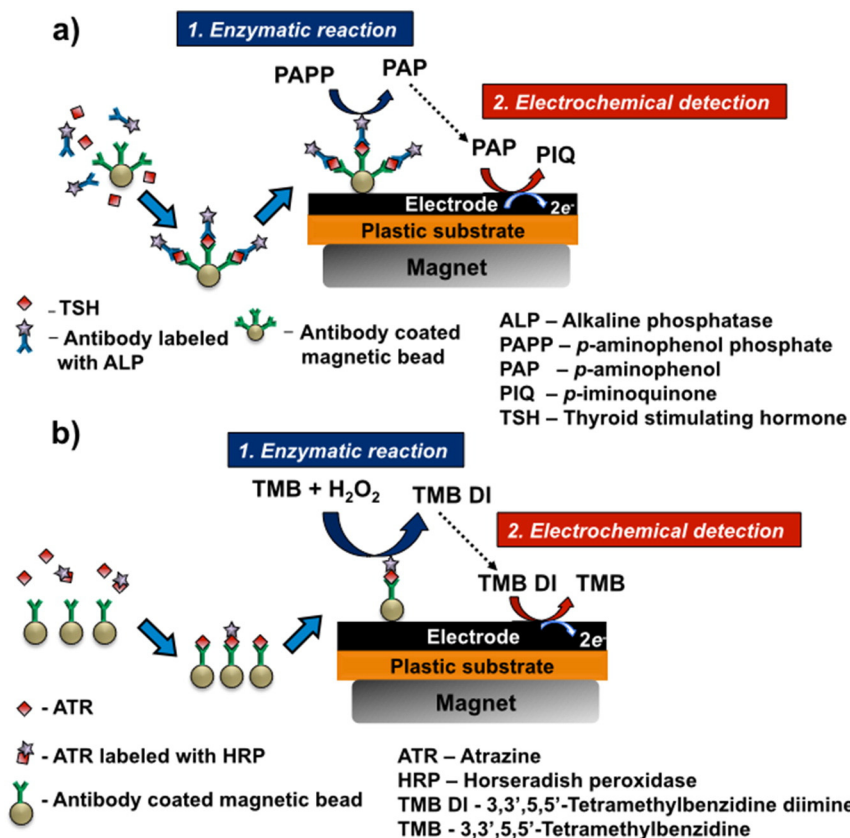 a)
1. Enzymatic reaction
PAPP
PAP
2. Electrochemical detection
PAP
PIQ
Electrode
2e-
Plastic substrate
Magnet
– TSH
– Antibody labeled
with ALP
– Antibody coated
magnetic bead
ALP – Alkaline phosphatase
PAPP – p-aminophenol phosphate
PAP – p-aminophenol
PIQ – p-iminoquinone
TSH – Thyroid stimulating hormone
b)
1. Enzymatic reaction
TMB + H₂O₂
TMB DI
2. Electrochemical detection
TMB DI
TMB
Electrode
2e-
Plastic substrate
Magnet
- ATR
- ATR labeled with HRP
- Antibody coated magnetic bead
ATR – Atrazine
HRP – Horseradish peroxidase
TMB DI - 3,3',5,5'-Tetramethylbenzidine diimine
TMB - 3,3',5,5'-Tetramethylbenzidine